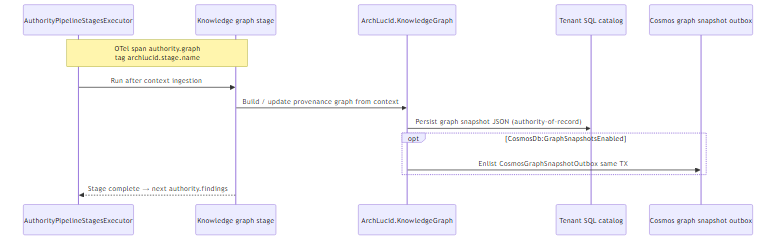 AuthorityPipelineStagesExecutor
Knowledge graph stage
ArchLucid.KnowledgeGraph
Tenant SQL catalog
Cosmos graph snapshot outbox
OTel span authority.graph
tag archlucid.stage.name
Run after context ingestion
Build / update provenance graph from context
Persist graph snapshot JSON (authority-of-record)
opt
[CosmosDb:GraphSnapshotsEnabled]
Enlist CosmosGraphSnapshotOutbox same TX
Stage complete → next authority.findings
AuthorityPipelineStagesExecutor
Knowledge graph stage
ArchLucid.KnowledgeGraph
Tenant SQL catalog
Cosmos graph snapshot outbox